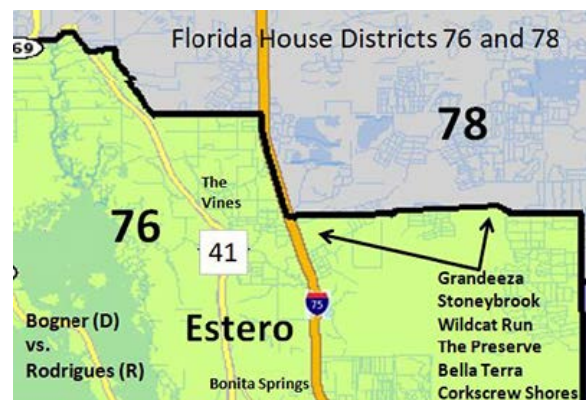 Florida House Districts 76 and 78
69
78
The
Vines
76
41
75
Grandeeza
Stoneybrook
Wildcat Run
The Preserve
Bella Terra
Corkscrew Shores
Bogner (D)
vs.
Rodrigues (R)
Estero
Bonita Springs